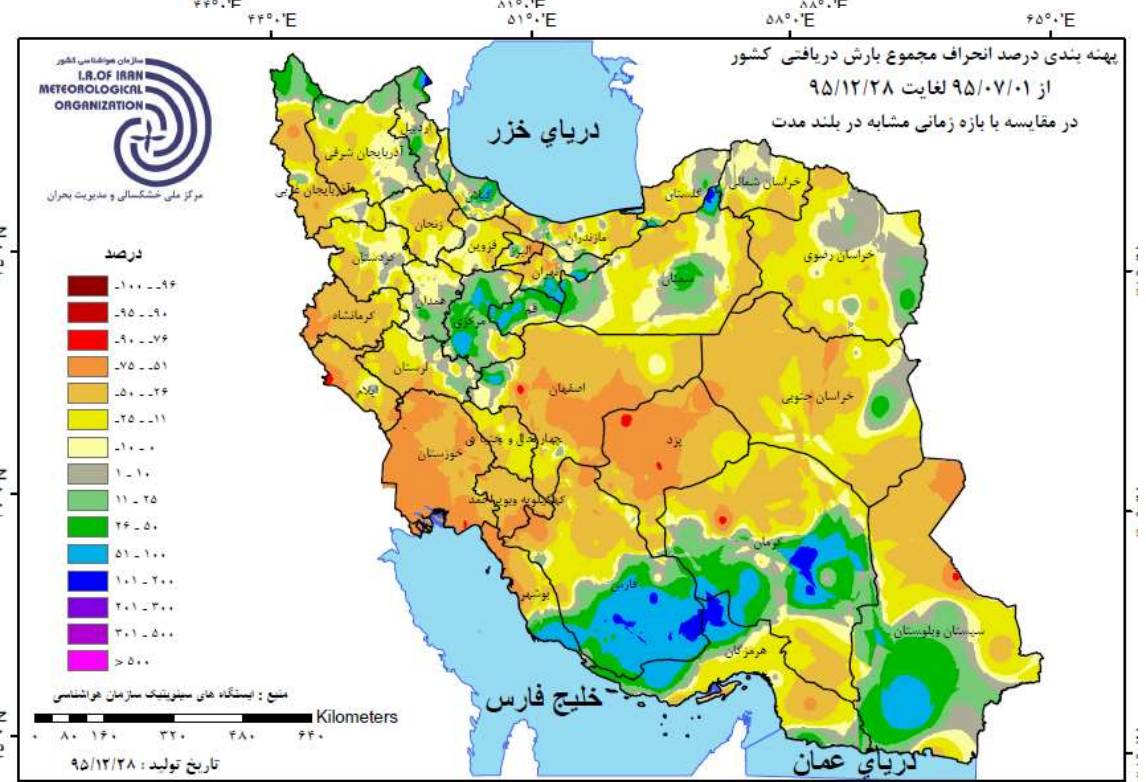 ۴۴°۰'E ۵۱°۰'E ۵۸°۰'E ۶۵°۰'E
سازمان هواشناسی کشور
I.R.OF IRAN
METEOROLOGICAL
ORGANIZATION
مرکز ملی خشکسالی و مدیریت بحران
پهنه بندی درصد انحراف مجموع بارش دریافتی کشور
از ۹۵/۰۷/۰۱ لغایت ۹۵/۱۲/۲۸
در مقایسه با بازه زمانی مشابه در بلند مدت
دریاي خزر
اردبیل
آذربایجان شرقی
آذربایجان غربی
گیلان
زنجان
گلستان
خراسان شمالی
مازندران
قزوین
البرز
تهران
کردستان
سمنان
خراسان رضوی
همدان
مرکزی
قم
کرمانشاه
لرستان
ایلام
اصفهان
خراسان جنوبی
یزد
چهارمحال و بختیاری
خوزستان
کهگیلویه وبویراحمد
کرمان
فارس
بوشهر
هرمزگان
سیستان وبلوستان
خلیج فارس
دریاي عمان
درصد
-۱۰۰ - -۹۶
-۹۵ - -۹۰
-۹۰ - -۷۶
-۷۵ - -۵۱
-۵۰ - -۲۶
-۲۵ - -۱۱
-۱۰ - ۰
۱ - ۱۰
۱۱ - ۲۵
۲۶ - ۵۰
۵۱ - ۱۰۰
۱۰۱ - ۲۰۰
۲۰۱ - ۳۰۰
۳۰۱ - ۵۰۰
< ۵۰۰
منبع : ایستگاه های سینوپتیک سازمان هواشناسی
Kilometers
۰ ۸۰ ۱۶۰ ۳۲۰ ۴۸۰ ۶۴۰
تاریخ تولید : ۹۵/۱۲/۲۸